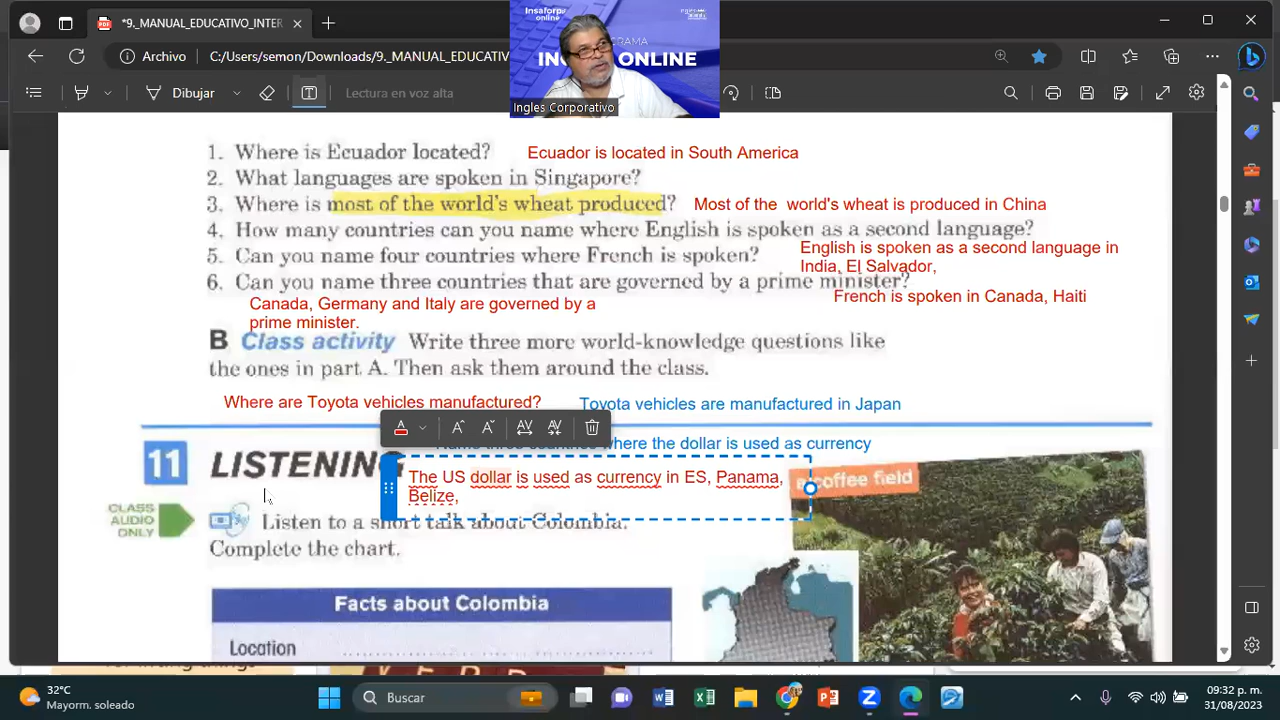 *9._MANUAL_EDUCATIVO_INTER
Insaforp online
INGLES ONLINE
Ingles Corporativo
Archivo
C:/Users/semon/Downloads/9._MANUAL_EDUCATIV
Dibujar
Lectura en voz alta
1. Where is Ecuador located? Ecuador is located in South America
2. What languages are spoken in Singapore?
3. Where is most of the world's wheat produced? Most of the world's wheat is produced in China
4. How many countries can you name where English is spoken as a second language?
5. Can you name four countries where French is spoken? English is spoken as a second language in
India, El Salvador,
6. Can you name three countries that are governed by a prime minister?
Canada, Germany and Italy are governed by a French is spoken in Canada, Haiti
prime minister.
B Class activity Write three more world-knowledge questions like
the ones in part A. Then ask them around the class.
Where are Toyota vehicles manufactured? Toyota vehicles are manufactured in Japan
Name three countries where the dollar is used as currency
11 LISTENING
The US dollar is used as currency in ES, Panama,
Belize,
a coffee field
CLASS
AUDIO
ONLY
Listen to a short talk about Colombia.
Complete the chart.
Facts about Colombia
Location
32°C
Mayorm. soleado
Buscar
09:32 p. m.
31/08/2023